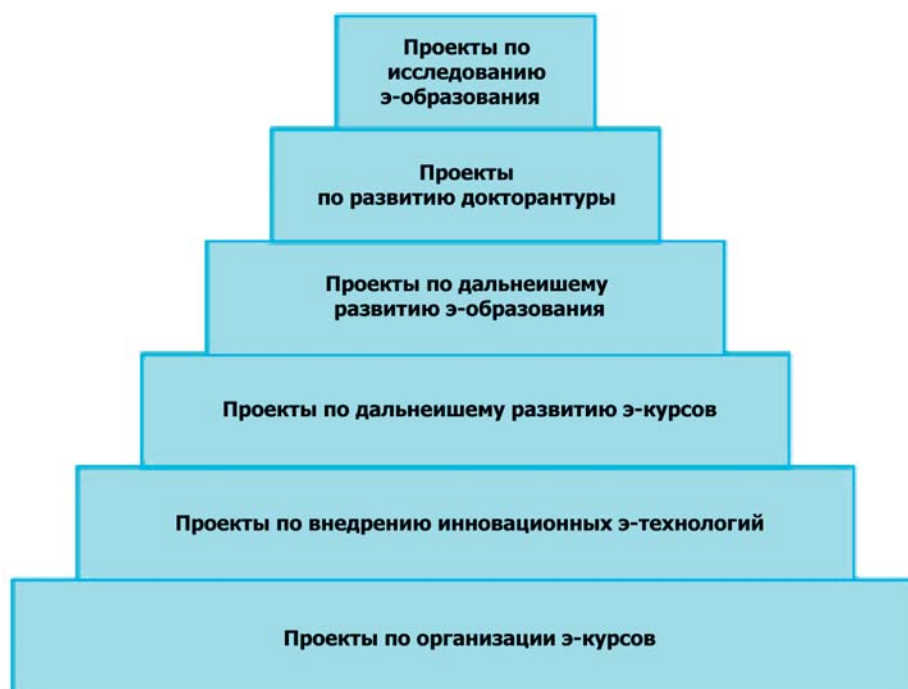 Проекты по
исследованию
э-образования
Проекты
по развитию докторантуры
Проекты по дальнеишему
развитию э-образования
Проекты по дальнеишему развитию э-курсов
Проекты по внедрению инновационных э-технологий
Проекты по организации э-курсов